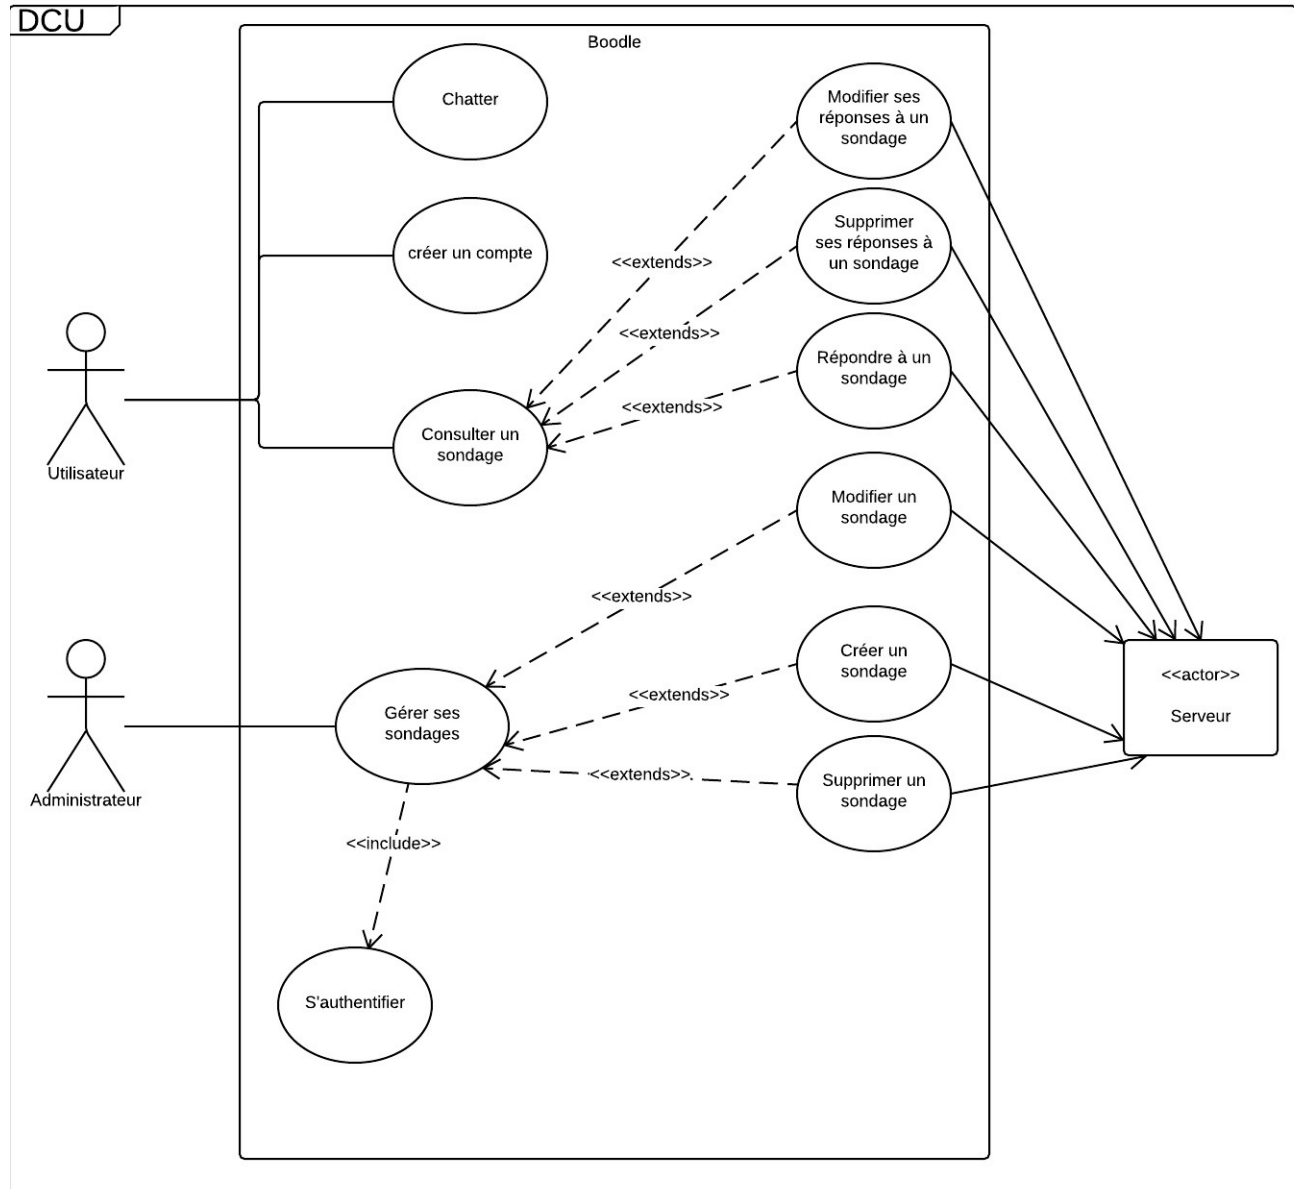 DCU
Boodle
Chatter
créer un compte
Consulter un
sondage
Modifier ses
réponses à un
sondage
Supprimer
ses réponses à
un sondage
Répondre à un
sondage
Modifier un
sondage
Créer un
sondage
Supprimer un
sondage
<<extends>>
<<extends>>
<<extends>>
<<extends>>
<<extends>>
<<extends>>
Utilisateur
Administrateur
Gérer ses
sondages
<<include>>
S'authentifier
<<actor>>
Serveur